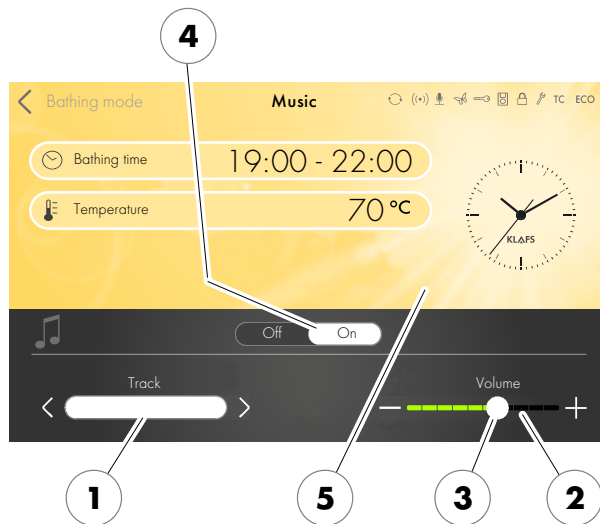 4
Bathing mode Music TC ECO
Bathing time 19:00 - 22:00
Temperature 70 °C
KLAFS
Off On
Track Volume
1 5 3 2